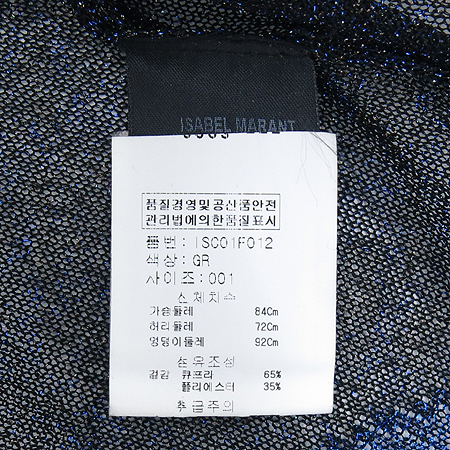 ISABEL MARANT
품질경영및공산품안전
관리법에의한품질표시
품번:ISC01F012
색상:GR
사이즈:001
신체치수
가슴둘레 84Cm
허리둘레 72Cm
엉덩이둘레 92Cm
섬유조성
겉감 큐프라 65%
폴리에스터 35%
취급주의